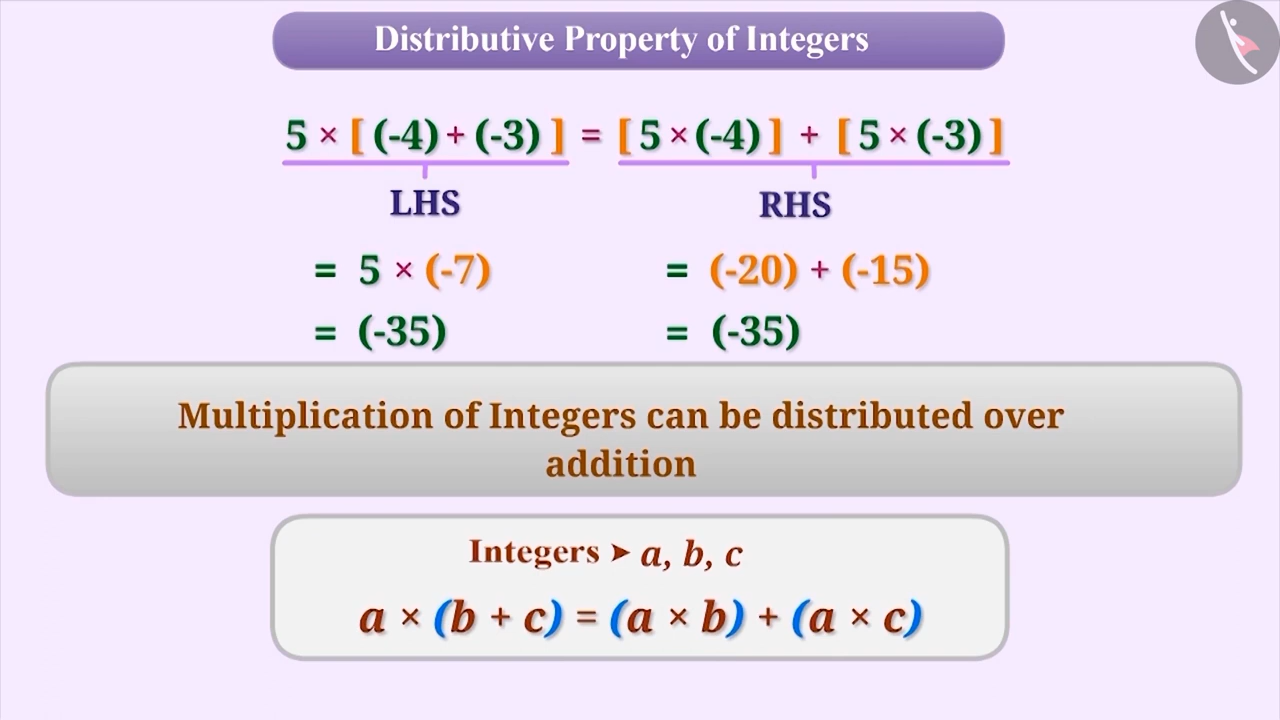 Distributive Property of Integers
5 × [ (-4) + (-3) ] = [ 5 × (-4) ] + [ 5 × (-3) ]
LHS RHS
= 5 × (-7) = (-20) + (-15)
= (-35) = (-35)
Multiplication of Integers can be distributed over
addition
Integers ➤ a, b, c
a × (b + c) = (a × b) + (a × c)